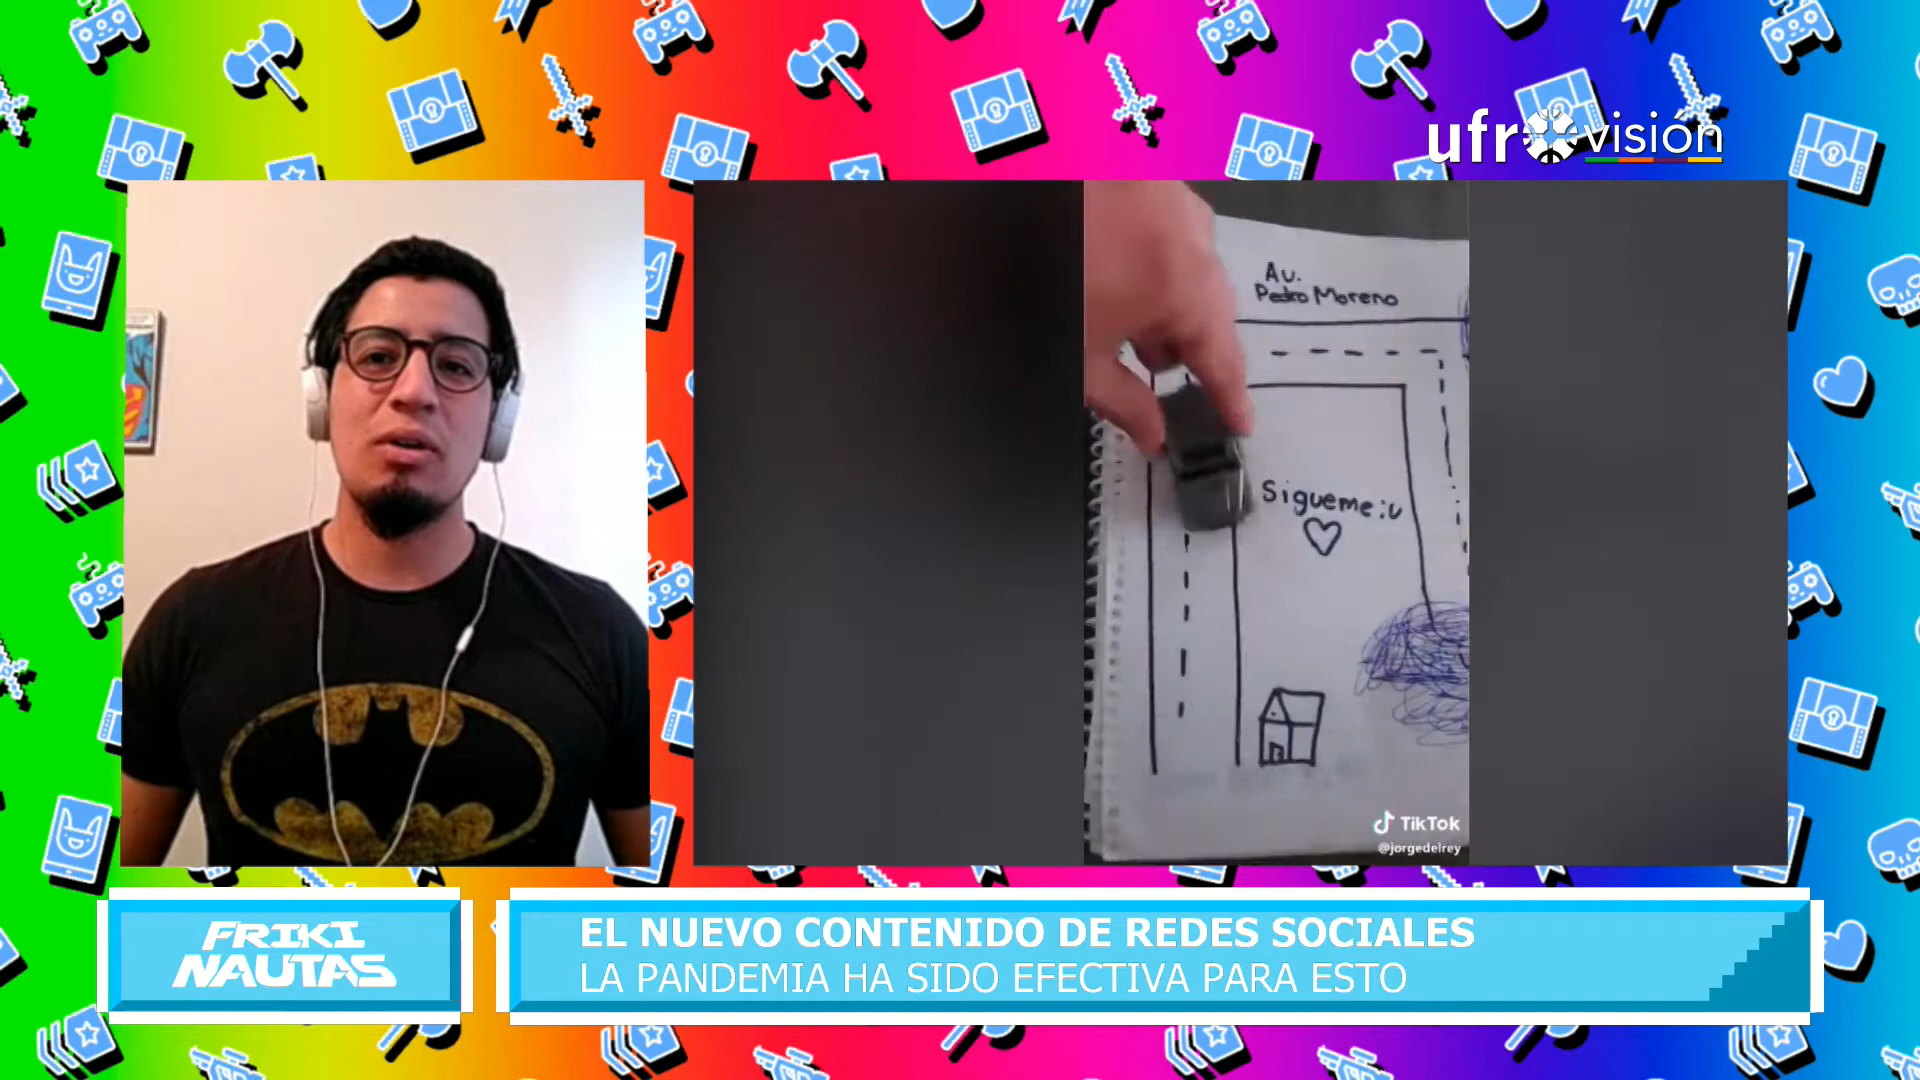 ufrovisión
Av.
Pedro Moreno
Sigueme:u
TikTok
@jorgedelrey
FRIKI
NAUTAS
EL NUEVO CONTENIDO DE REDES SOCIALES
LA PANDEMIA HA SIDO EFECTIVA PARA ESTO